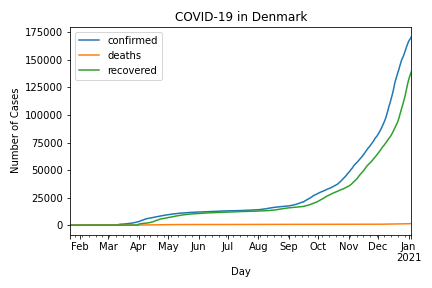 COVID-19 in Denmark
confirmed
deaths
recovered
Number of Cases
175000
150000
125000
100000
75000
50000
25000
0
Feb Mar Apr May Jun Jul Aug Sep Oct Nov Dec Jan
2021
Day